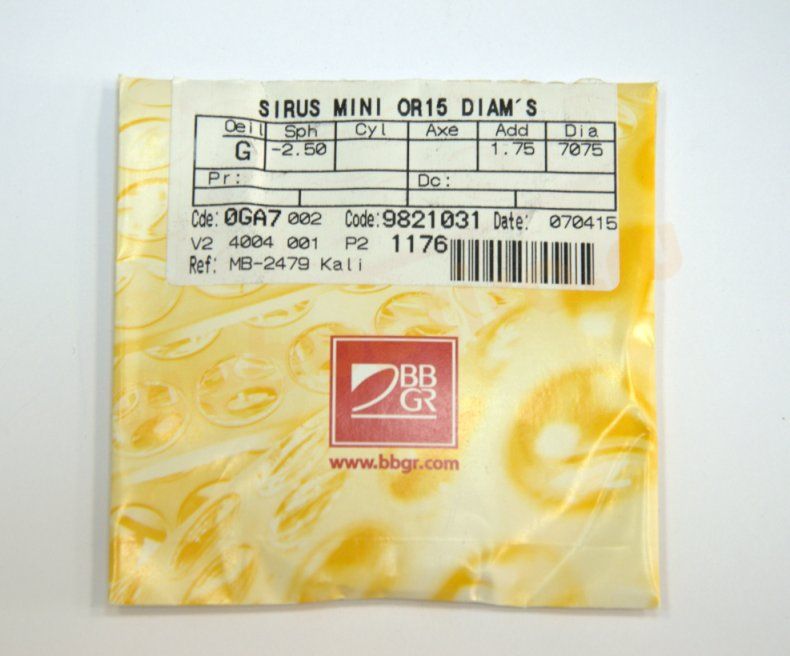 SIRUS MINI OR15 DIAM´S
Oeil Sph Cyl Axe Add Dia
G -2.50 1.75 7075
Pr: Dc:
Cde: 0GA7 002 Code: 9821031 Date: 070415
V2 4004 001 P2 1176
Ref: MB-2479 Kali
BB
GR
www.bbgr.com